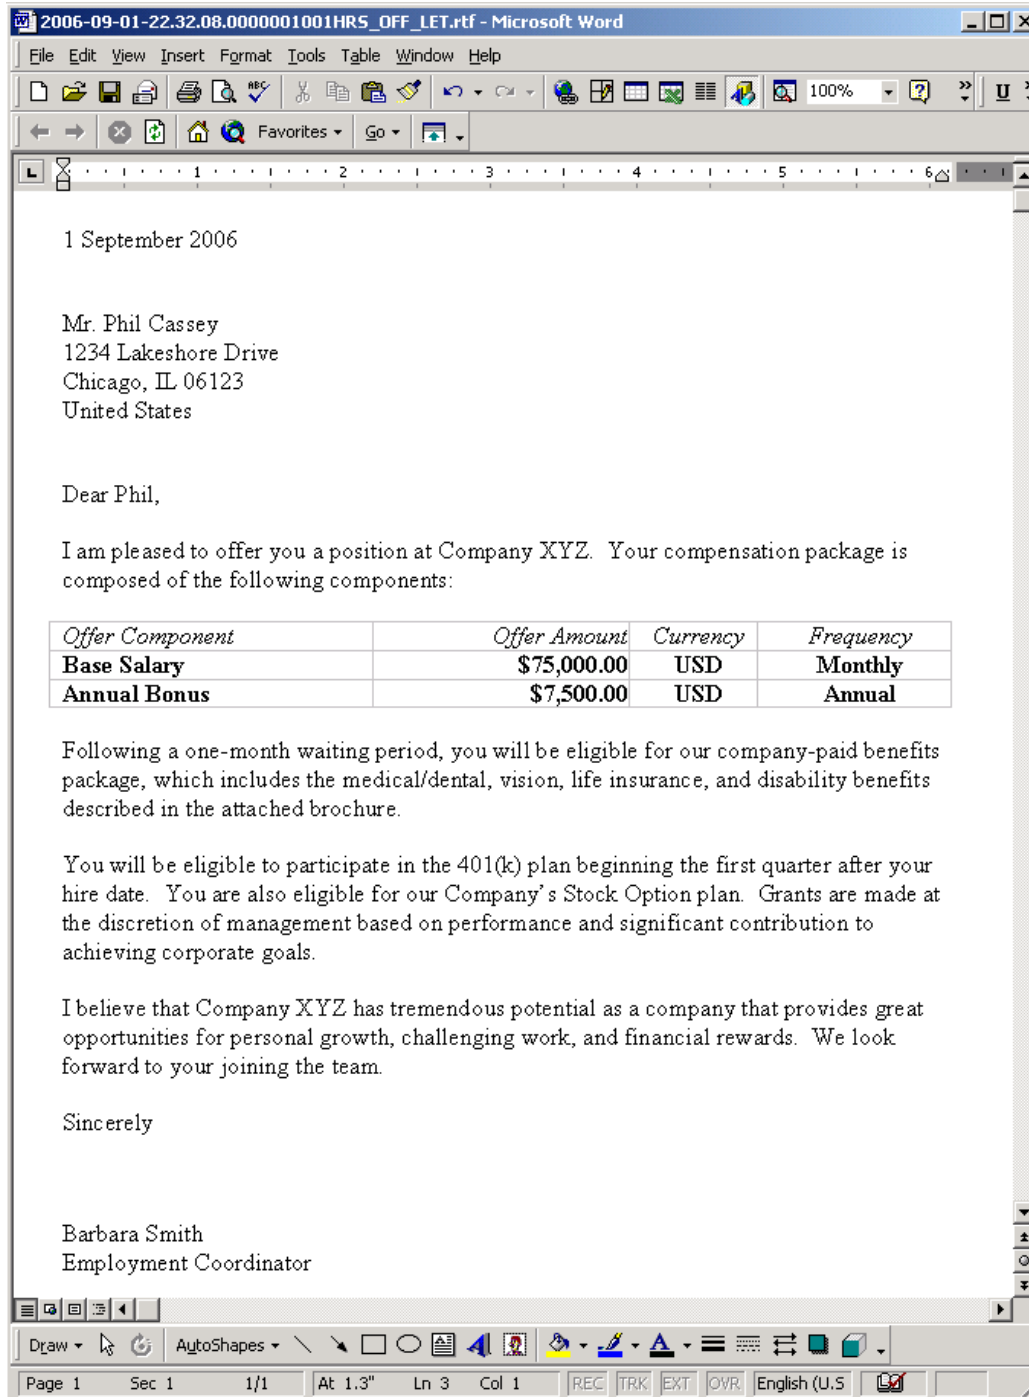 2006-09-01-22.32.08.0000001001HRS_OFF_LET.rtf - Microsoft Word
File Edit View Insert Format Tools Table Window Help
100%
Favorites Go
1 2 3 4 5 6
1 September 2006
Mr. Phil Cassey
1234 Lakeshore Drive
Chicago, IL 06123
United States
Dear Phil,
I am pleased to offer you a position at Company XYZ. Your compensation package is
composed of the following components:
Offer Component Offer Amount Currency Frequency
Base Salary $75,000.00 USD Monthly
Annual Bonus $7,500.00 USD Annual
Following a one-month waiting period, you will be eligible for our company-paid benefits
package, which includes the medical/dental, vision, life insurance, and disability benefits
described in the attached brochure.
You will be eligible to participate in the 401(k) plan beginning the first quarter after your
hire date. You are also eligible for our Company's Stock Option plan. Grants are made at
the discretion of management based on performance and significant contribution to
achieving corporate goals.
I believe that Company XYZ has tremendous potential as a company that provides great
opportunities for personal growth, challenging work, and financial rewards. We look
forward to your joining the team.
Sincerely
Barbara Smith
Employment Coordinator
Draw AutoShapes
Page 1 Sec 1 1/1 At 1.3" Ln 3 Col 1 REC TRK EXT OVR English (U.S